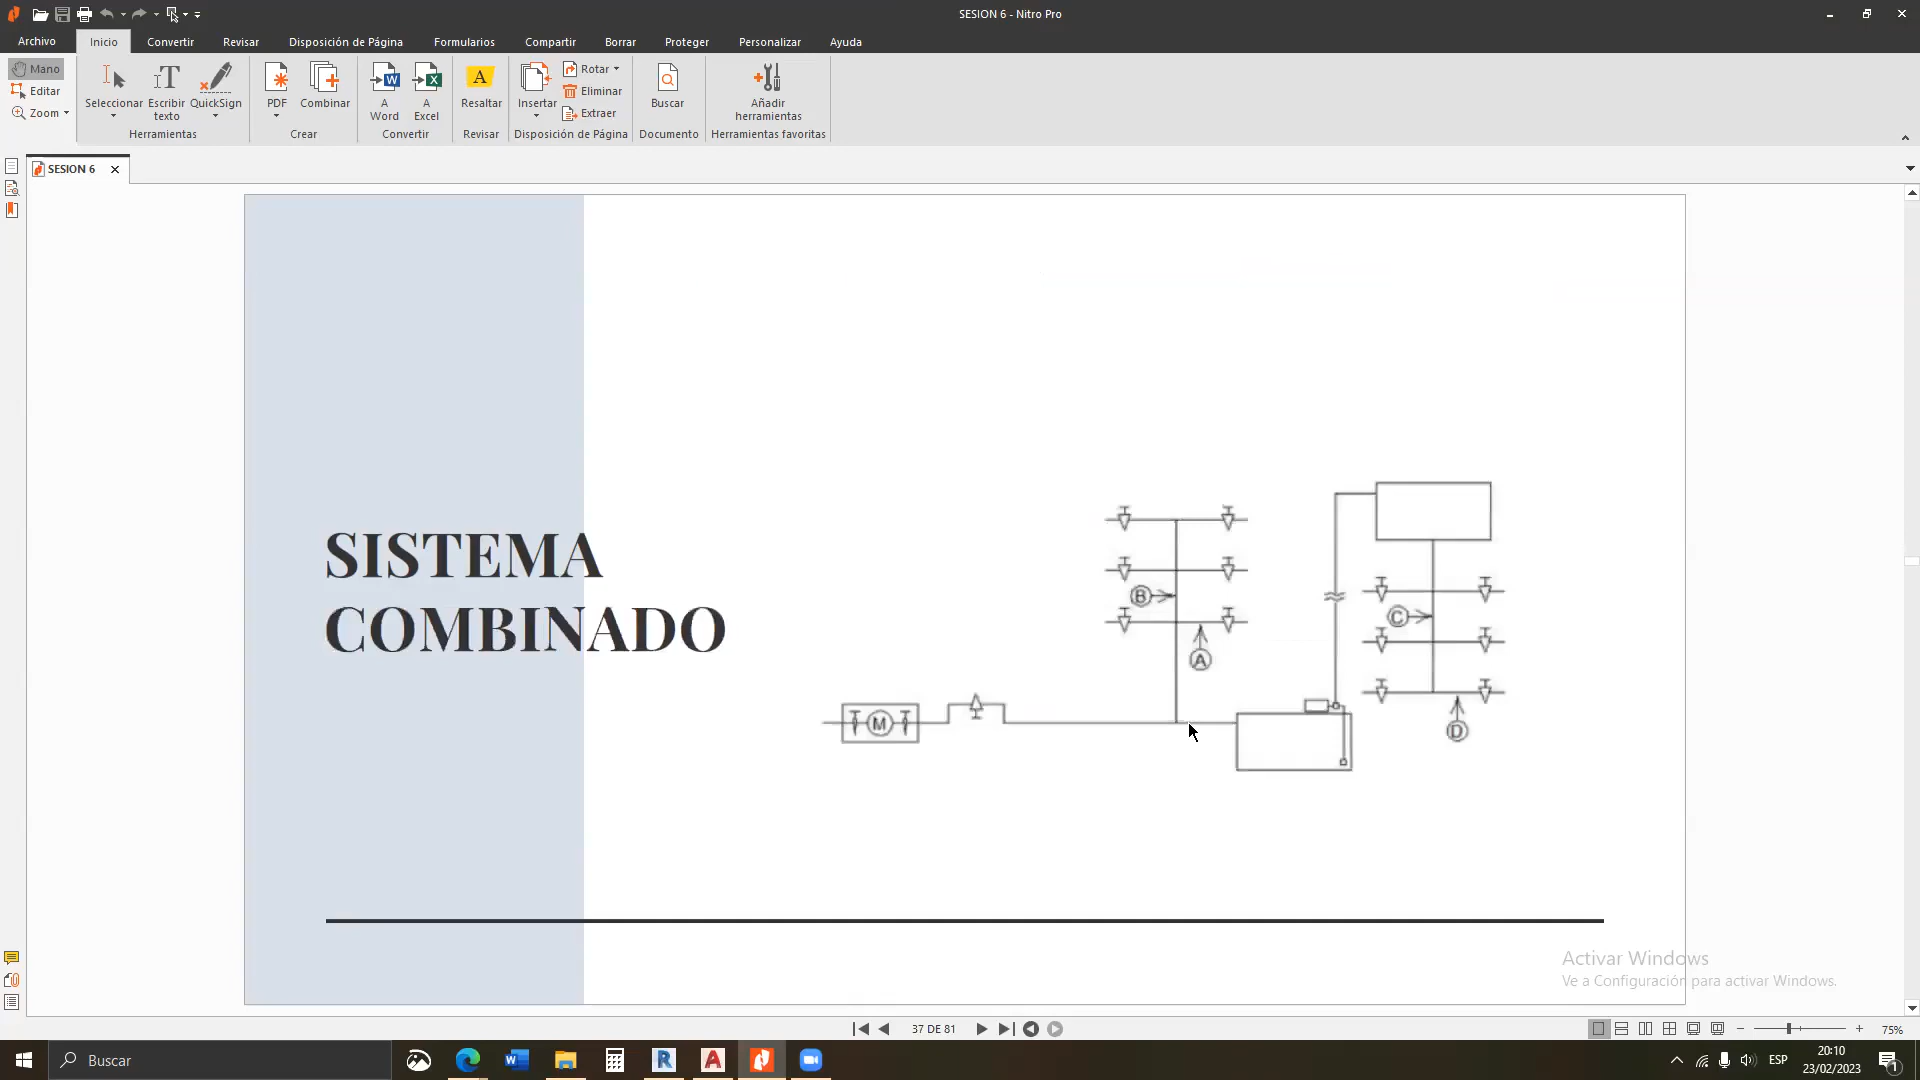 SESION 6 - Nitro Pro
Archivo Inicio Convertir Revisar Disposición de Página Formularios Compartir Borrar Proteger Personalizar Ayuda
Mano
Editar
Zoom
Seleccionar
Escribir texto
QuickSign
Herramientas
PDF
Combinar
Crear
A Word
A Excel
Convertir
A
Resaltar
Revisar
Insertar
Rotar
Eliminar
Extraer
Disposición de Página
Buscar
Documento
Añadir herramientas
Herramientas favoritas
SESION 6
SISTEMA
COMBINADO
B
A
C
D
M
Activar Windows
Ve a Configuración para activar Windows.
37 DE 81
75%
Buscar
ESP
20:10
23/02/2023
1